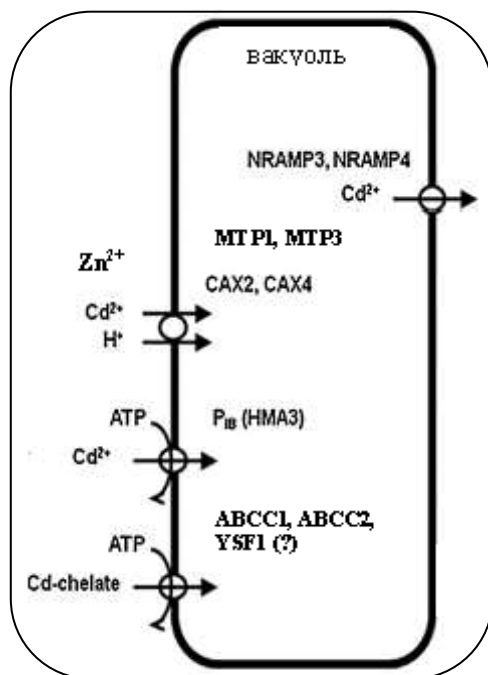 вакуоль
NRAMP3, NRAMP4
Cd²⁺
MTP1, MTP3
Zn²⁺
CAX2, CAX4
Cd²⁺
H⁺
ATP
P_IB (HMA3)
Cd²⁺
ABCC1, ABCC2,
YSF1 (?)
ATP
Cd-chelate